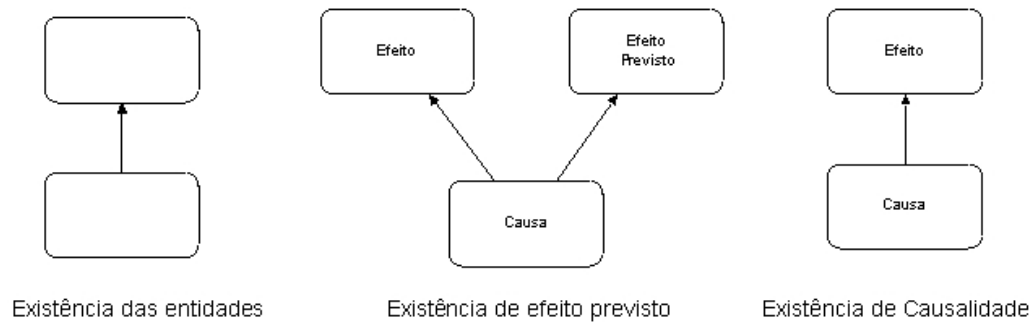 Efeito
Efeito
Previsto
Causa
Efeito
Causa
Existência das entidades
Existência de efeito previsto
Existência de Causalidade